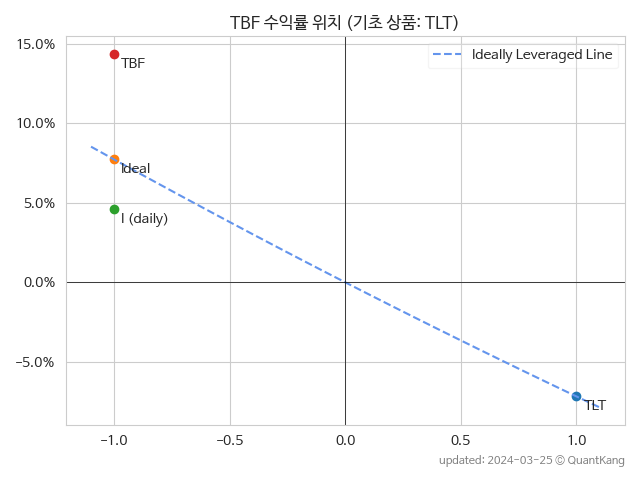 TBF 수익률 위치 (기초 상품: TLT)
15.0%
10.0%
5.0%
0.0%
−5.0%
Ideally Leveraged Line
TBF
Ideal
I (daily)
TLT
−1.0
−0.5
0.0
0.5
1.0
updated: 2024-03-25 © QuantKang